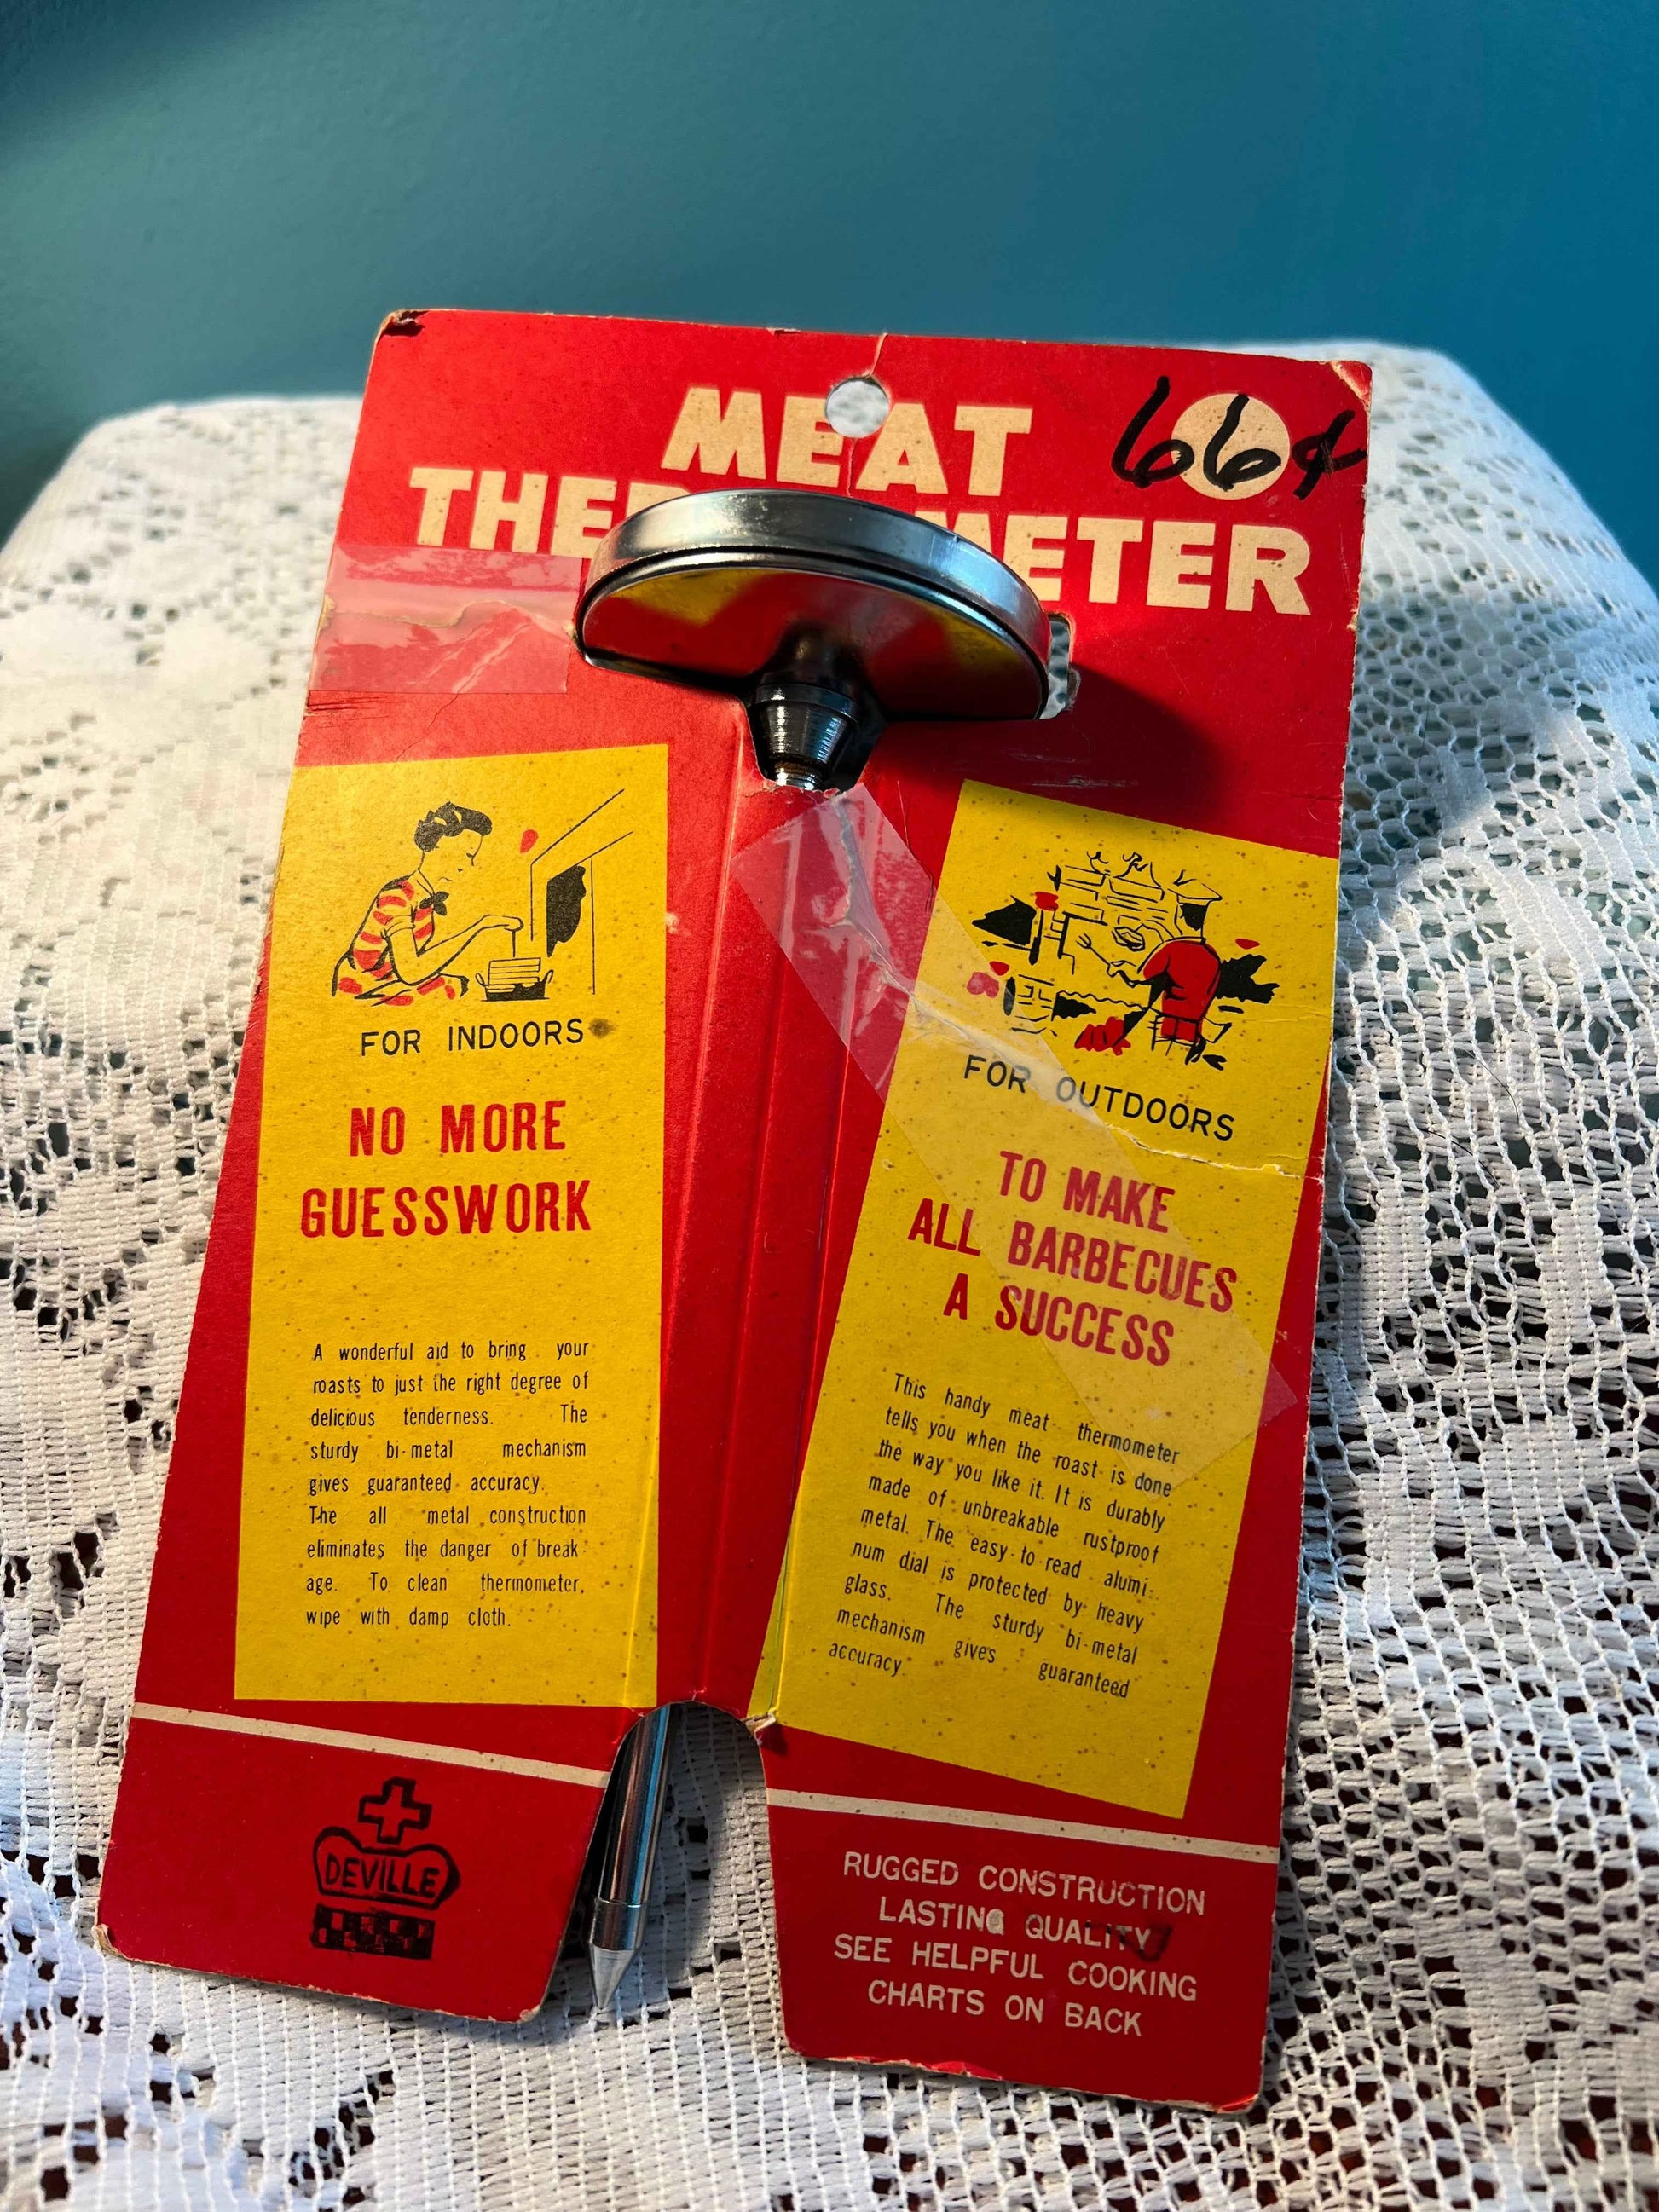 MEAT
66¢
THER METER
FOR INDOORS
NO MORE
GUESSWORK
A wonderful aid to bring your
roasts to just the right degree of
delicious tenderness. The
sturdy bi-metal mechanism
gives guaranteed accuracy.
The all metal construction
eliminates the danger of break-
age. To clean thermometer,
wipe with damp cloth.
DEVILLE
FOR OUTDOORS
TO MAKE
ALL BARBECUES
A SUCCESS
This handy meat thermometer
tells you when the roast is done
the way you like it. It is durably
made of unbreakable rustproof
metal. The easy-to-read alumi-
num dial is protected by heavy
glass. The sturdy bi-metal
mechanism gives guaranteed
accuracy
RUGGED CONSTRUCTION
LASTING QUALITY
SEE HELPFUL COOKING
CHARTS ON BACK